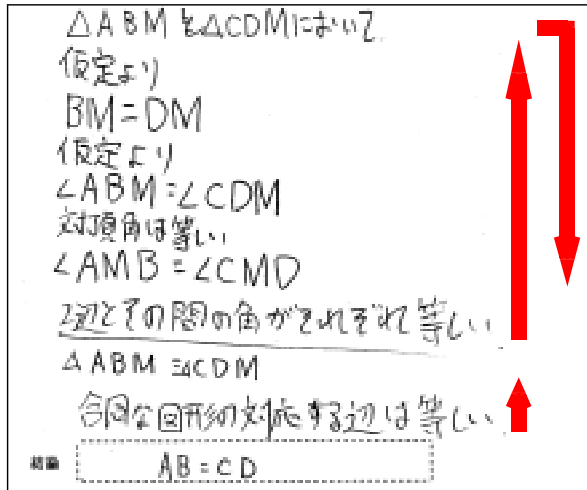 △ABMと△CDMにおいて
仮定より
BM=DM
仮定より
∠ABM=∠CDM
対頂角は等しい
∠AMB=∠CMD
2辺とその間の角がそれぞれ等しい
△ABM≡△CDM
合同な図形の対応する辺は等しい
結論 AB=CD